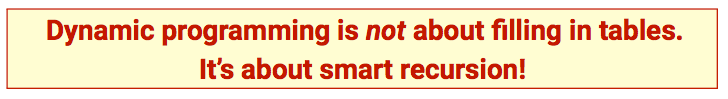 Dynamic programming is not about filling in tables.
It’s about smart recursion!